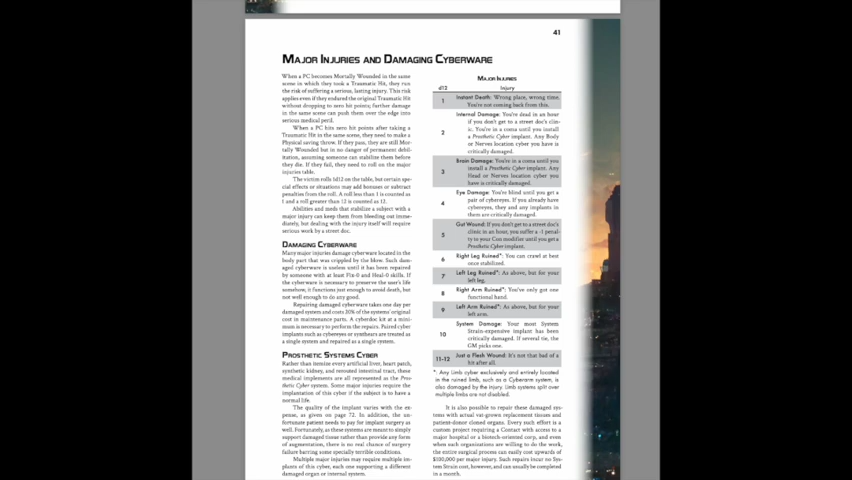 41
MAJOR INJURIES AND DAMAGING CYBERWARE
When a PC becomes Mortally Wounded in the same
scene in which they took a Traumatic Hit, they run
the risk of suffering a serious, lasting injury. This risk
applies even if they endured the original Traumatic Hit
without dropping to zero hit points; further damage
in the same scene can push them over the edge into
serious medical peril.
When a PC hits zero hit points after taking a
Traumatic Hit in the same scene, they need to make a
Physical saving throw. If they pass, they are still Mor-
tally Wounded but in no danger of permanent debil-
itation, assuming someone can stabilize them before
they die. If they fail, they need to roll on the major
injuries table.
The victim rolls 1d12 on the table, but certain spe-
cial effects or situations may add bonuses or subtract
penalties from the roll. A roll less than 1 is counted as
1 and a roll greater than 12 is counted as 12.
Abilities and meds that stabilize a subject with a
major injury can keep them from bleeding out imme-
diately, but dealing with the injury itself will require
serious work by a street doc.
DAMAGING CYBERWARE
Many major injuries damage cyberware located in the
body part that was crippled by the blow. Such dam-
aged cyberware is useless until it has been repaired
by someone with at least Fix-0 and Heal-0 skills. If
the cyberware is necessary to preserve the user's life
somehow, it functions just enough to avoid death, but
not well enough to do any good.
Repairing damaged cyberware takes one day per
damaged system and costs 20% of the systems' original
cost in maintenance parts. A cyberdoc kit at a mini-
mum is necessary to perform the repairs. Paired cyber
implants such as cybereyes or synthears are treated as
a single system and repaired as a single system.
PROSTHETIC SYSTEMS CYBER
Rather than itemize every artificial liver, heart patch,
synthetic kidney, and rerouted intestinal tract, these
medical implements are all represented as the Pros-
thetic Cyber system. Some major injuries require the
implantation of this cyber if the subject is to have a
normal life.
The quality of the implant varies with the ex-
pense, as given on page 72. In addition, the un-
fortunate patient needs to pay for implant surgery as
well. Fortunately, as these systems are meant to simply
support damaged tissue rather than provide any form
of augmentation, there is no real chance of surgery
failure barring some specially terrible conditions.
Multiple major injuries may require multiple im-
plants of this cyber, each one supporting a different
damaged organ or internal system.
MAJOR INJURIES
d12 Injury
1 Instant Death: Wrong place, wrong time.
You're not coming back from this.
Internal Damage: You're dead in an hour
if you don't get to a street doc's clin-
ic. You're in a coma until you install
2 a Prosthetic Cyber implant. Any Body
or Nerves location cyber you have is
critically damaged.
Brain Damage: You're in a coma until you
3 install a Prosthetic Cyber implant. Any
Head or Nerves location cyber you
have is critically damaged.
Eye Damage: You're blind until you get a
4 pair of cybereyes. If you already have
cybereyes, they and any implants in
them are critically damaged.
Gut Wound: If you don't get to a street doc's
5 clinic in an hour, you suffer a -1 penal-
ty to your Con modifier until you get a
Prosthetic Cyber implant.
6 Right Leg Ruined*: You can crawl at best
once stabilized.
7 Left Leg Ruined*: As above, but for your
left leg.
8 Right Arm Ruined*: You've only got one
functional hand.
9 Left Arm Ruined*: As above, but for your
left arm.
System Damage: Your most System
10 Strain-expensive implant has been
critically damaged. If several tie, the
GM picks one.
11-12 Just a Flesh Wound: It's not that bad of a
hit after all.
*: Any Limb cyber exclusively and entirely located
in the ruined limb, such as a Cyberarm system, is
also damaged by the injury. Limb systems split over
multiple limbs are not disabled.
It is also possible to repair these damaged sys-
tems with actual vat-grown replacement tissues and
patient-donor cloned organs. Every such effort is a
custom project requiring a Contact with access to a
major hospital or a biotech-oriented corp, and even
when such organizations are willing to do the work,
the entire surgical process can easily cost upwards of
$100,000 per major injury. Such repairs incur no Sys-
tem Strain cost, however, and can usually be completed
in a month.